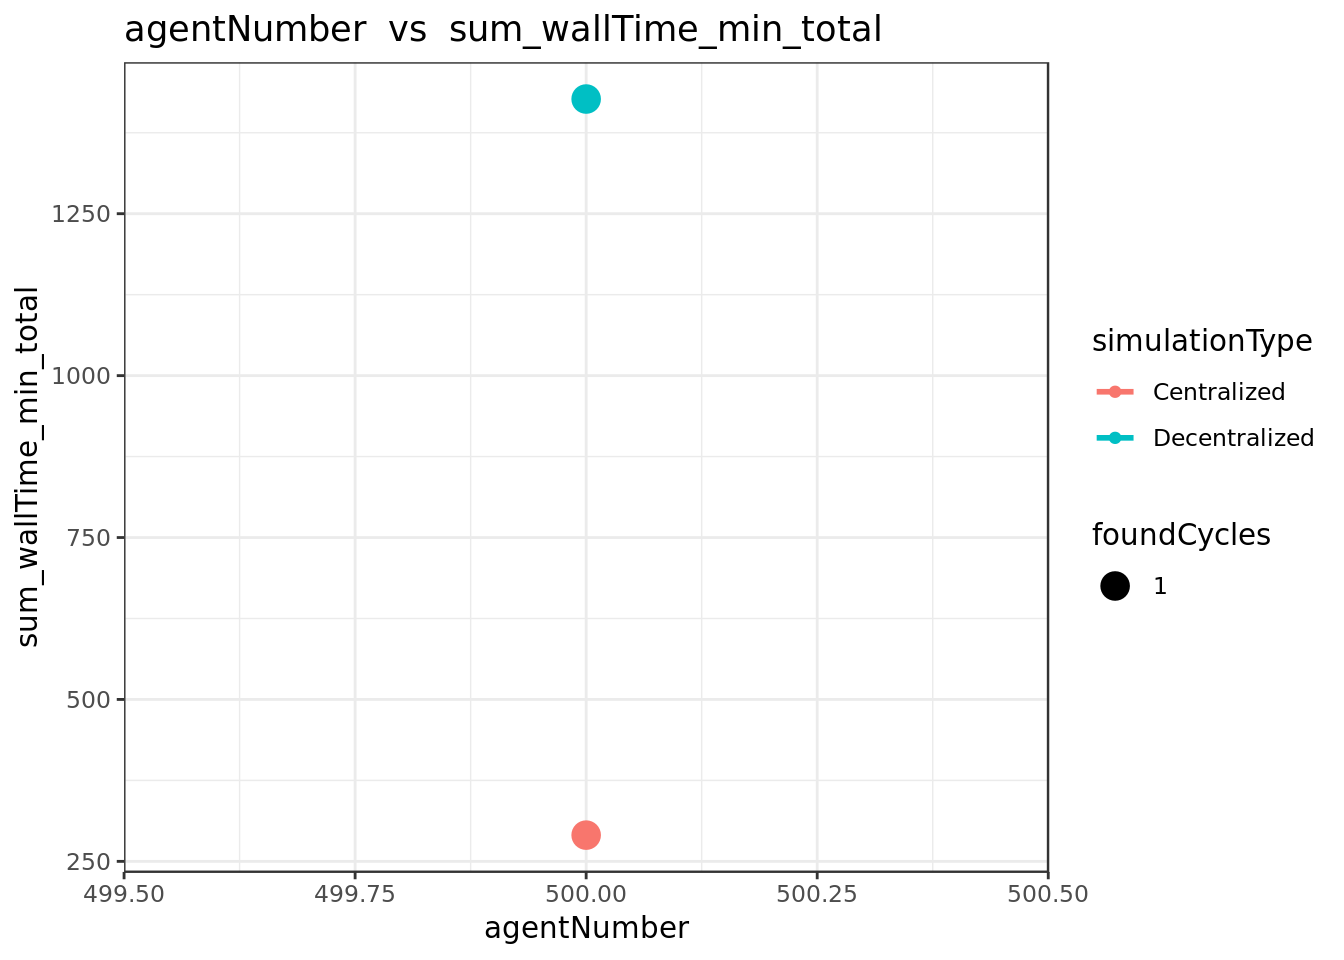 agentNumber  vs  sum_wallTime_min_total
sum_wallTime_min_total
1250
1000
750
500
250
499.50
499.75
500.00
500.25
500.50
agentNumber
simulationType
Centralized
Decentralized
foundCycles
1